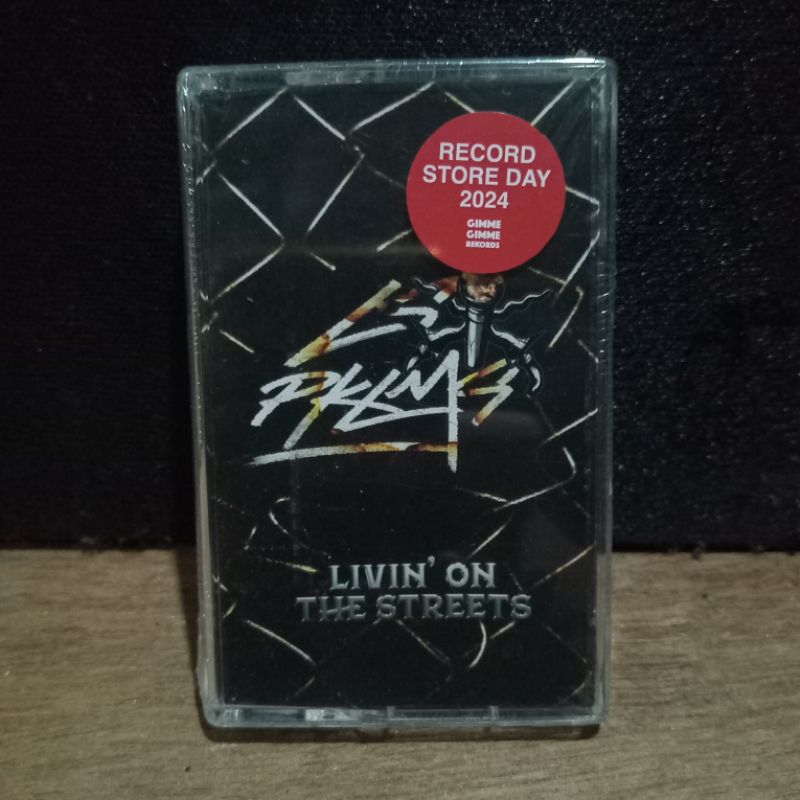 RECORD
STORE DAY
2024
GIMME
GIMME
REKORDS
LIVIN' ON
THE STREETS